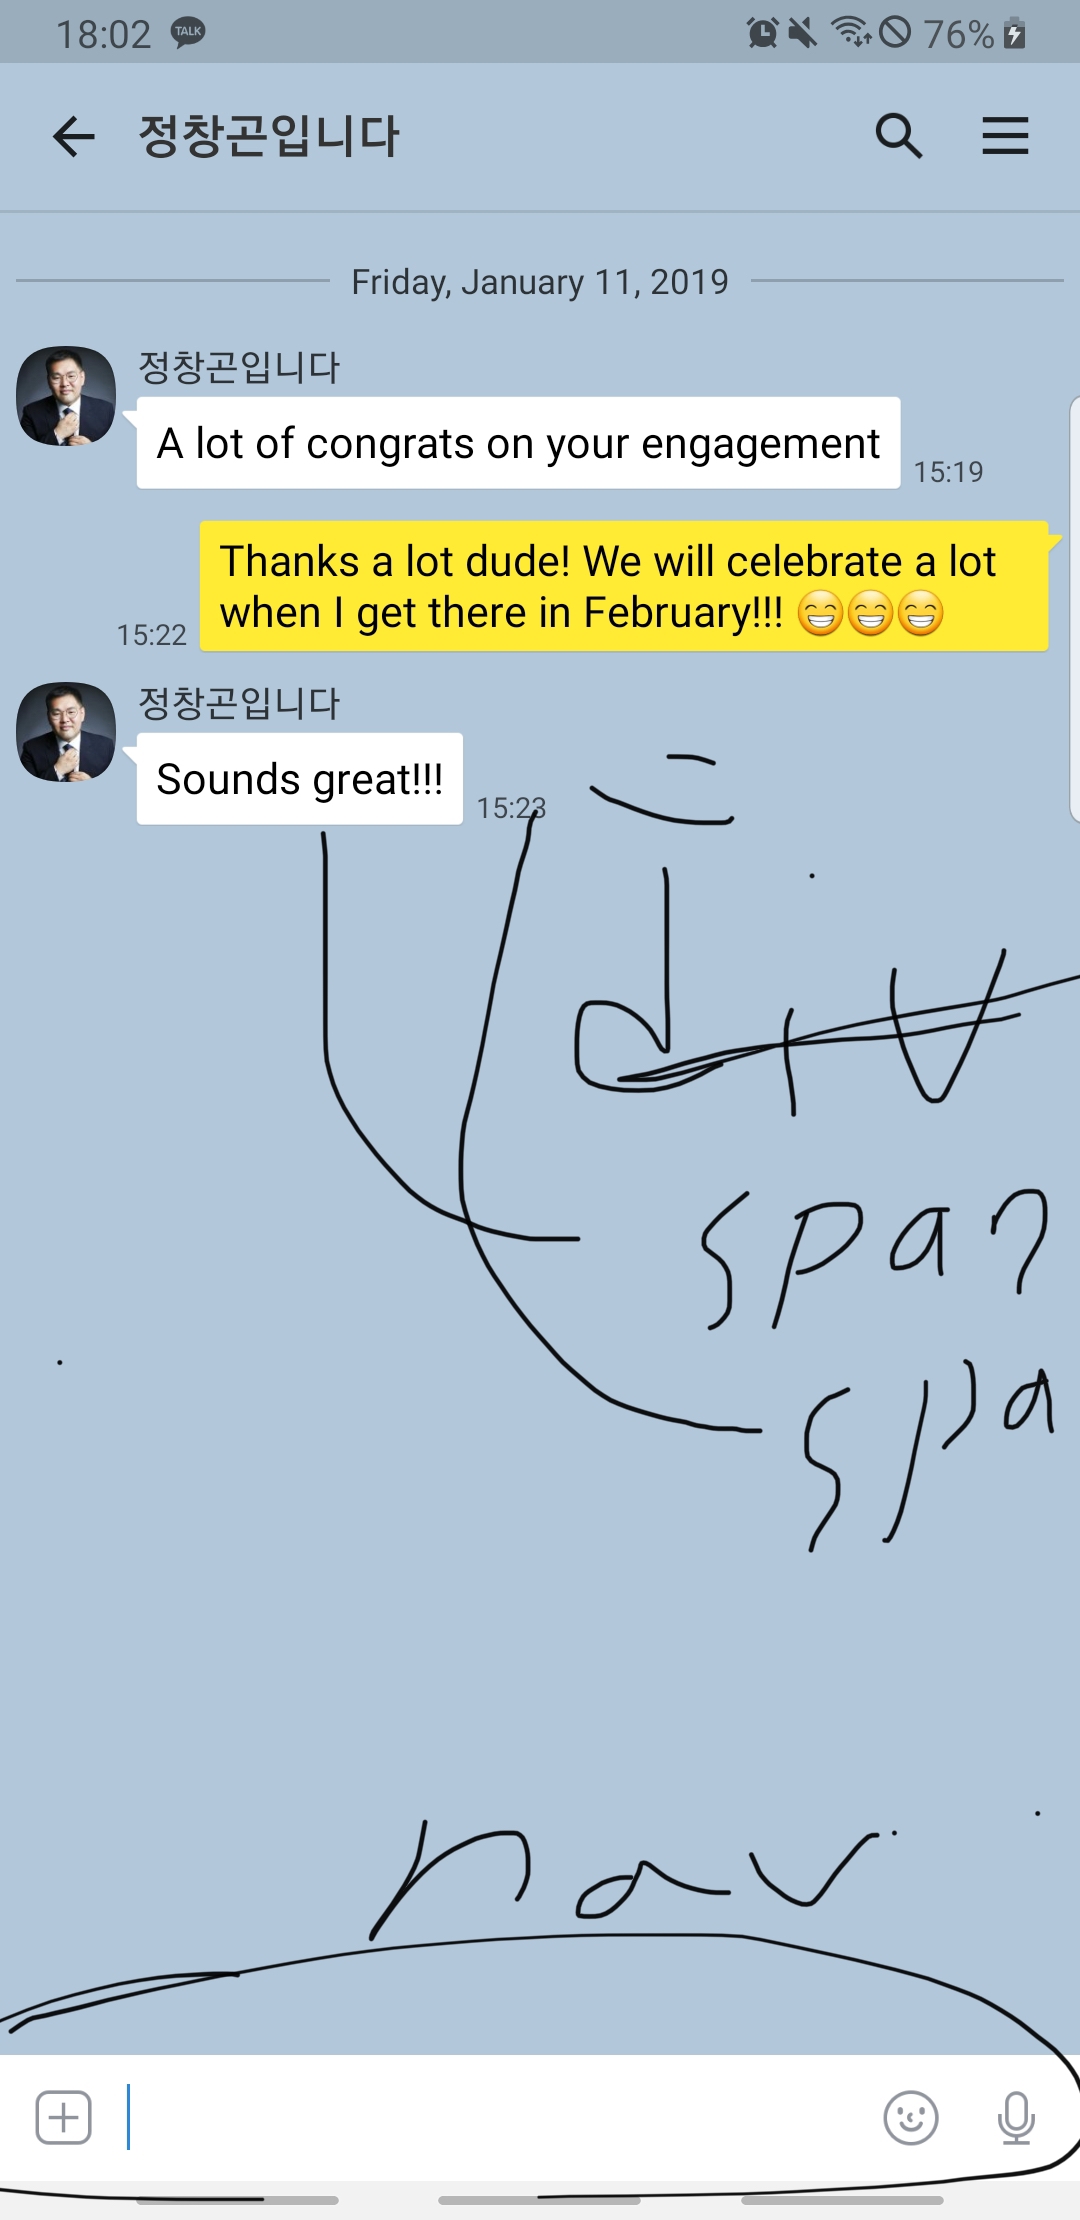 18:02 TALK 76%
정창곤입니다
Friday, January 11, 2019
정창곤입니다
A lot of congrats on your engagement
15:19
Thanks a lot dude! We will celebrate a lot
when I get there in February!!! 😁😁😁
15:22
정창곤입니다
Sounds great!!!
15:23
div
span
spa
nav